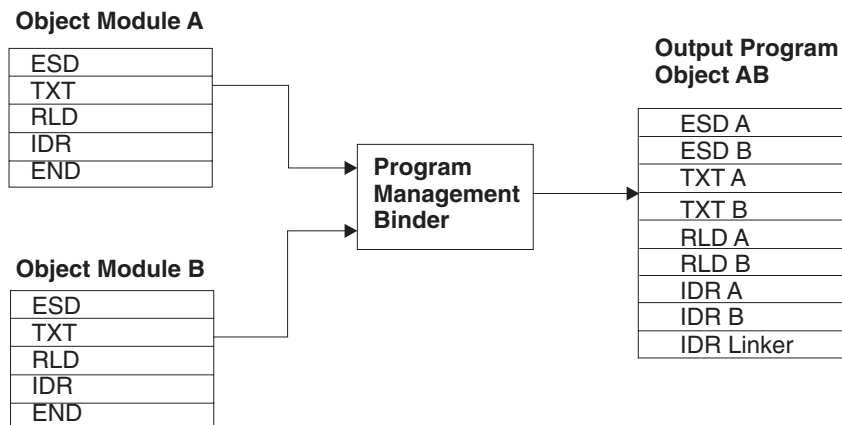 Object Module A
ESD
TXT
RLD
IDR
END
Object Module B
ESD
TXT
RLD
IDR
END
Program
Management
Binder
Output Program
Object AB
ESD A
ESD B
TXT A
TXT B
RLD A
RLD B
IDR A
IDR B
IDR Linker